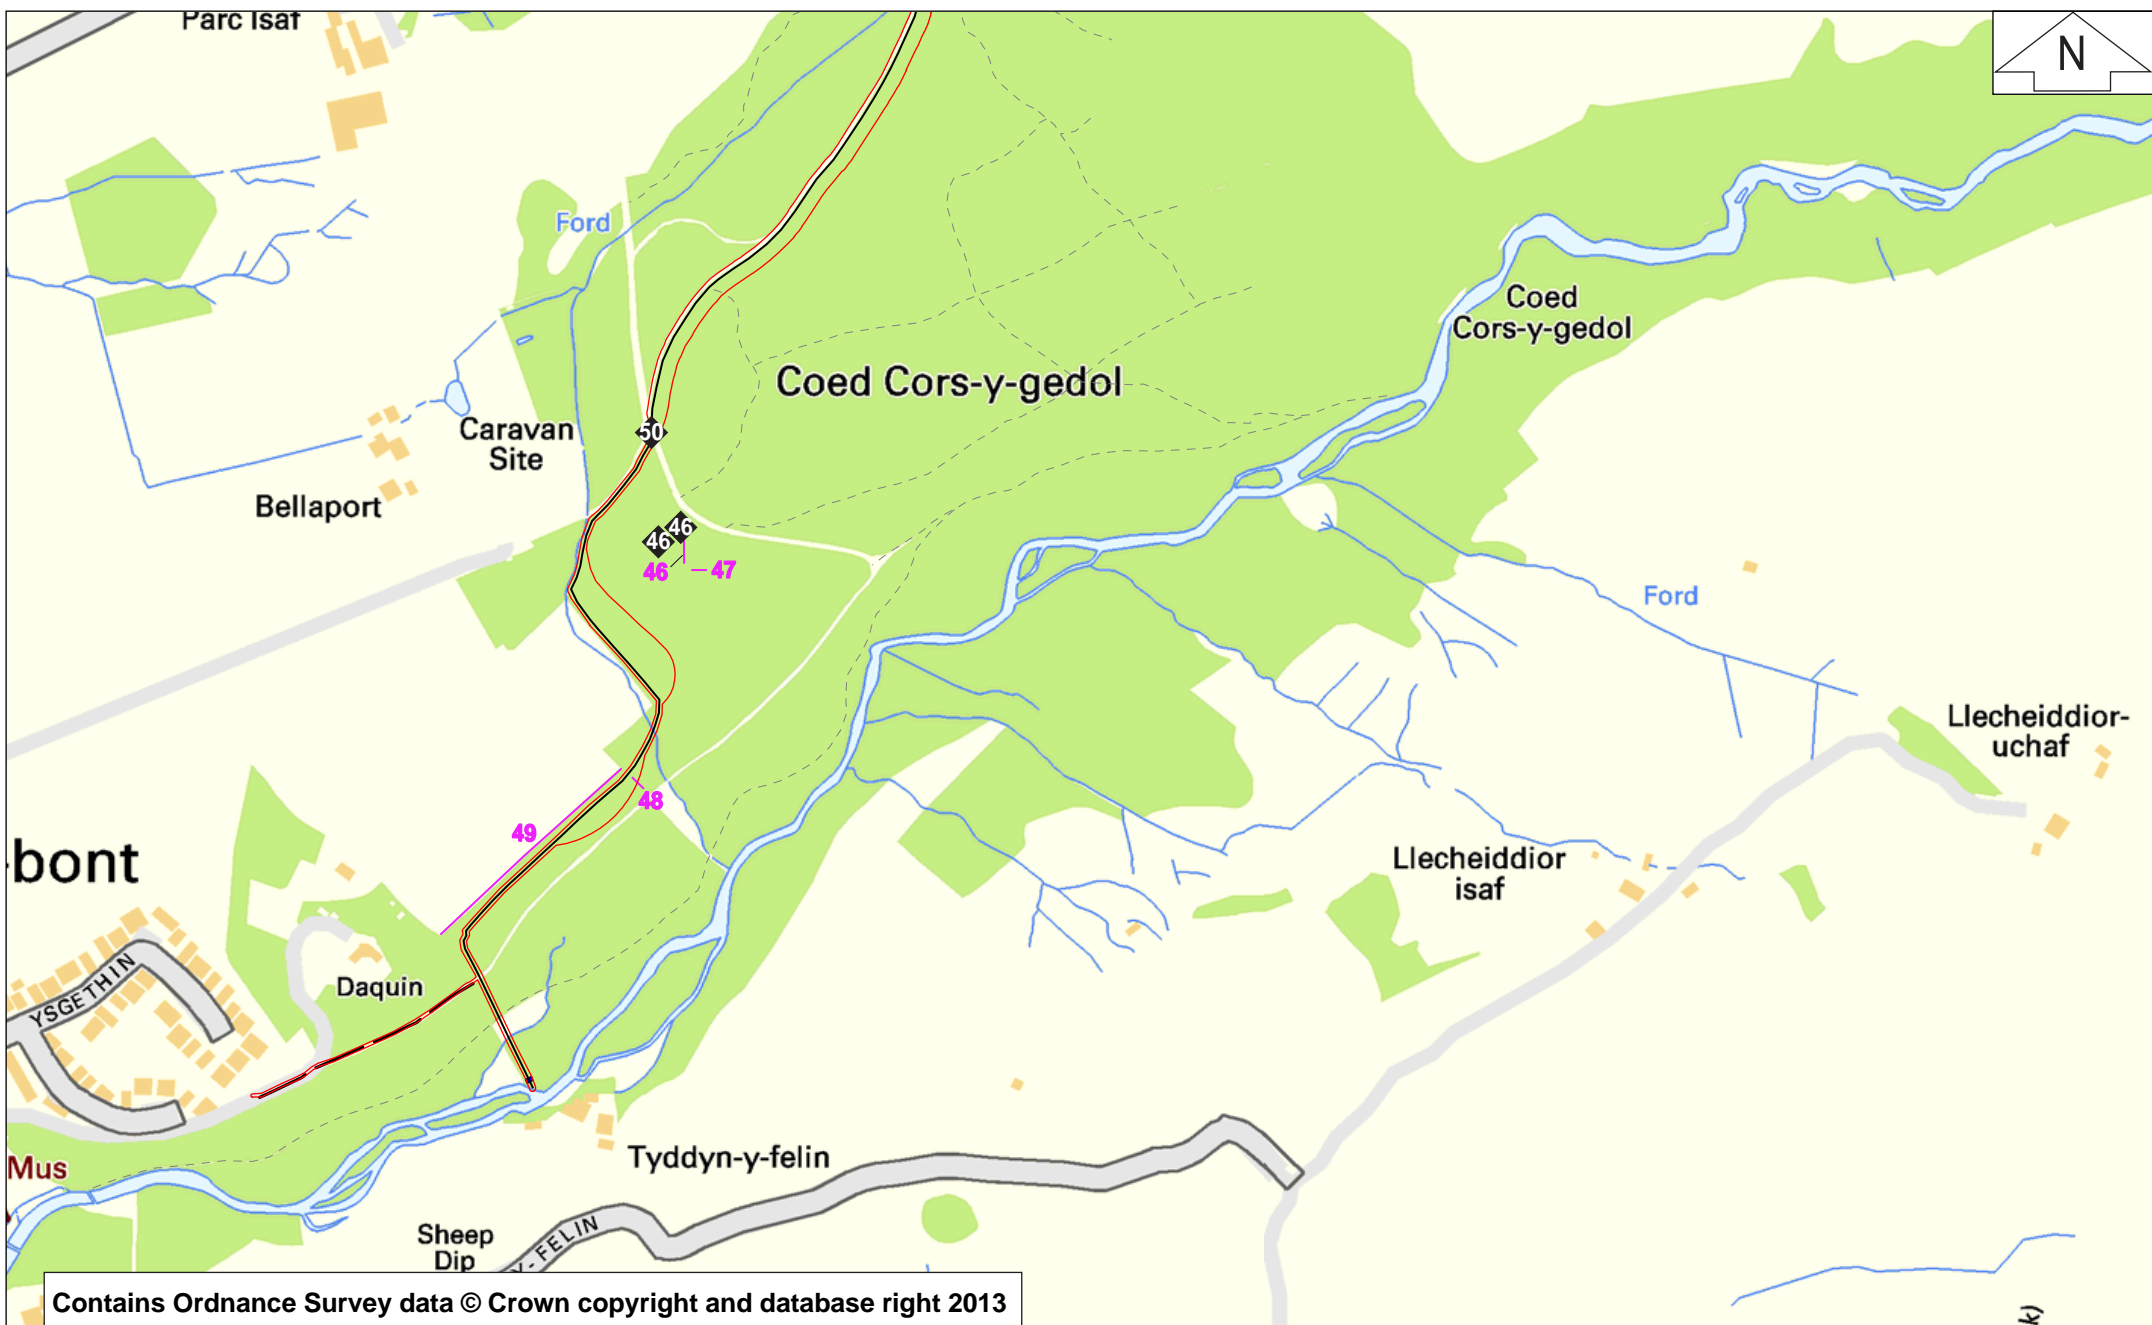 Parc Isaf
N
Ford
Coed
Cors-y-gedol
Coed Cors-y-gedol
50
Caravan
Site
Bellaport
46
46
46
47
Ford
Llecheiddior-
uchaf
48
49
-bont
Llecheiddior
isaf
YSGETHIN
Daquin
Mus
Tyddyn-y-felin
Sheep
Dip
Y-FELIN
k)
Contains Ordnance Survey data © Crown copyright and database right 2013